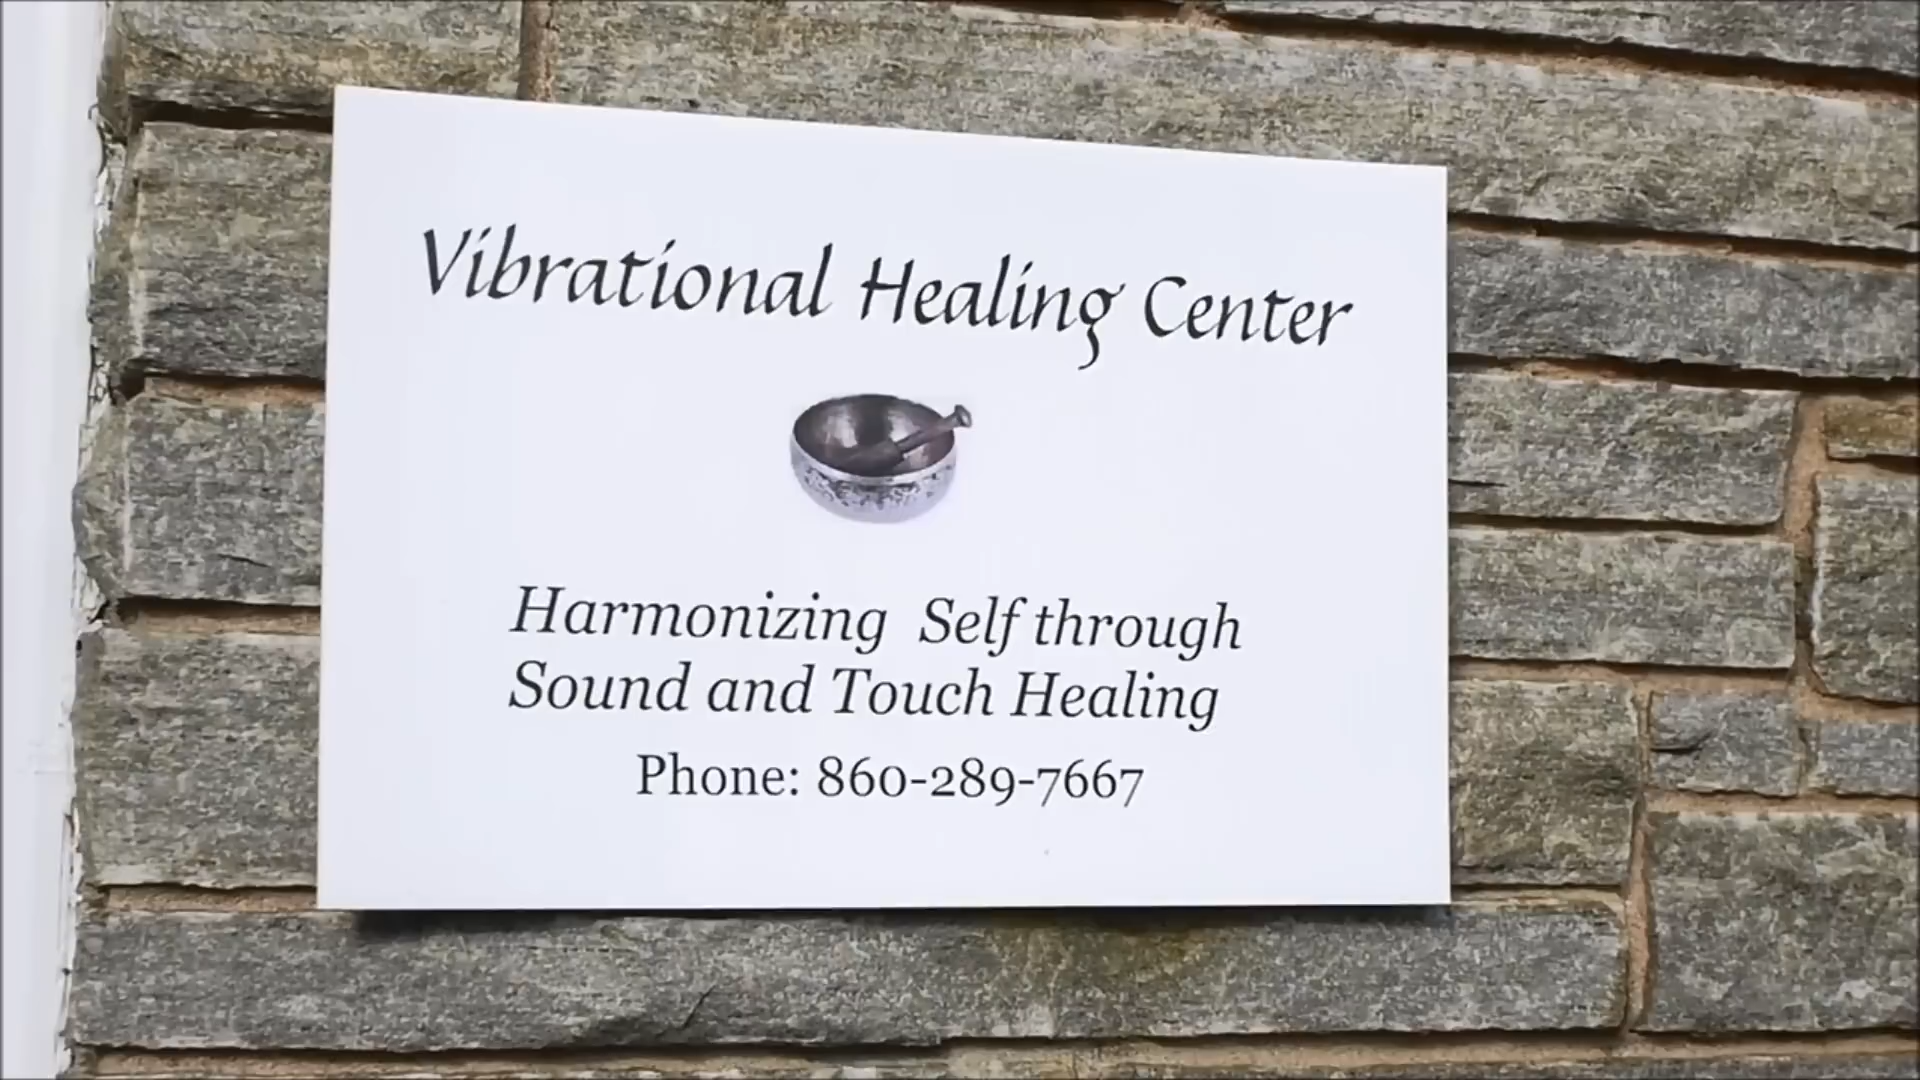 Vibrational Healing Center
Harmonizing Self through
Sound and Touch Healing
Phone: 860-289-7667